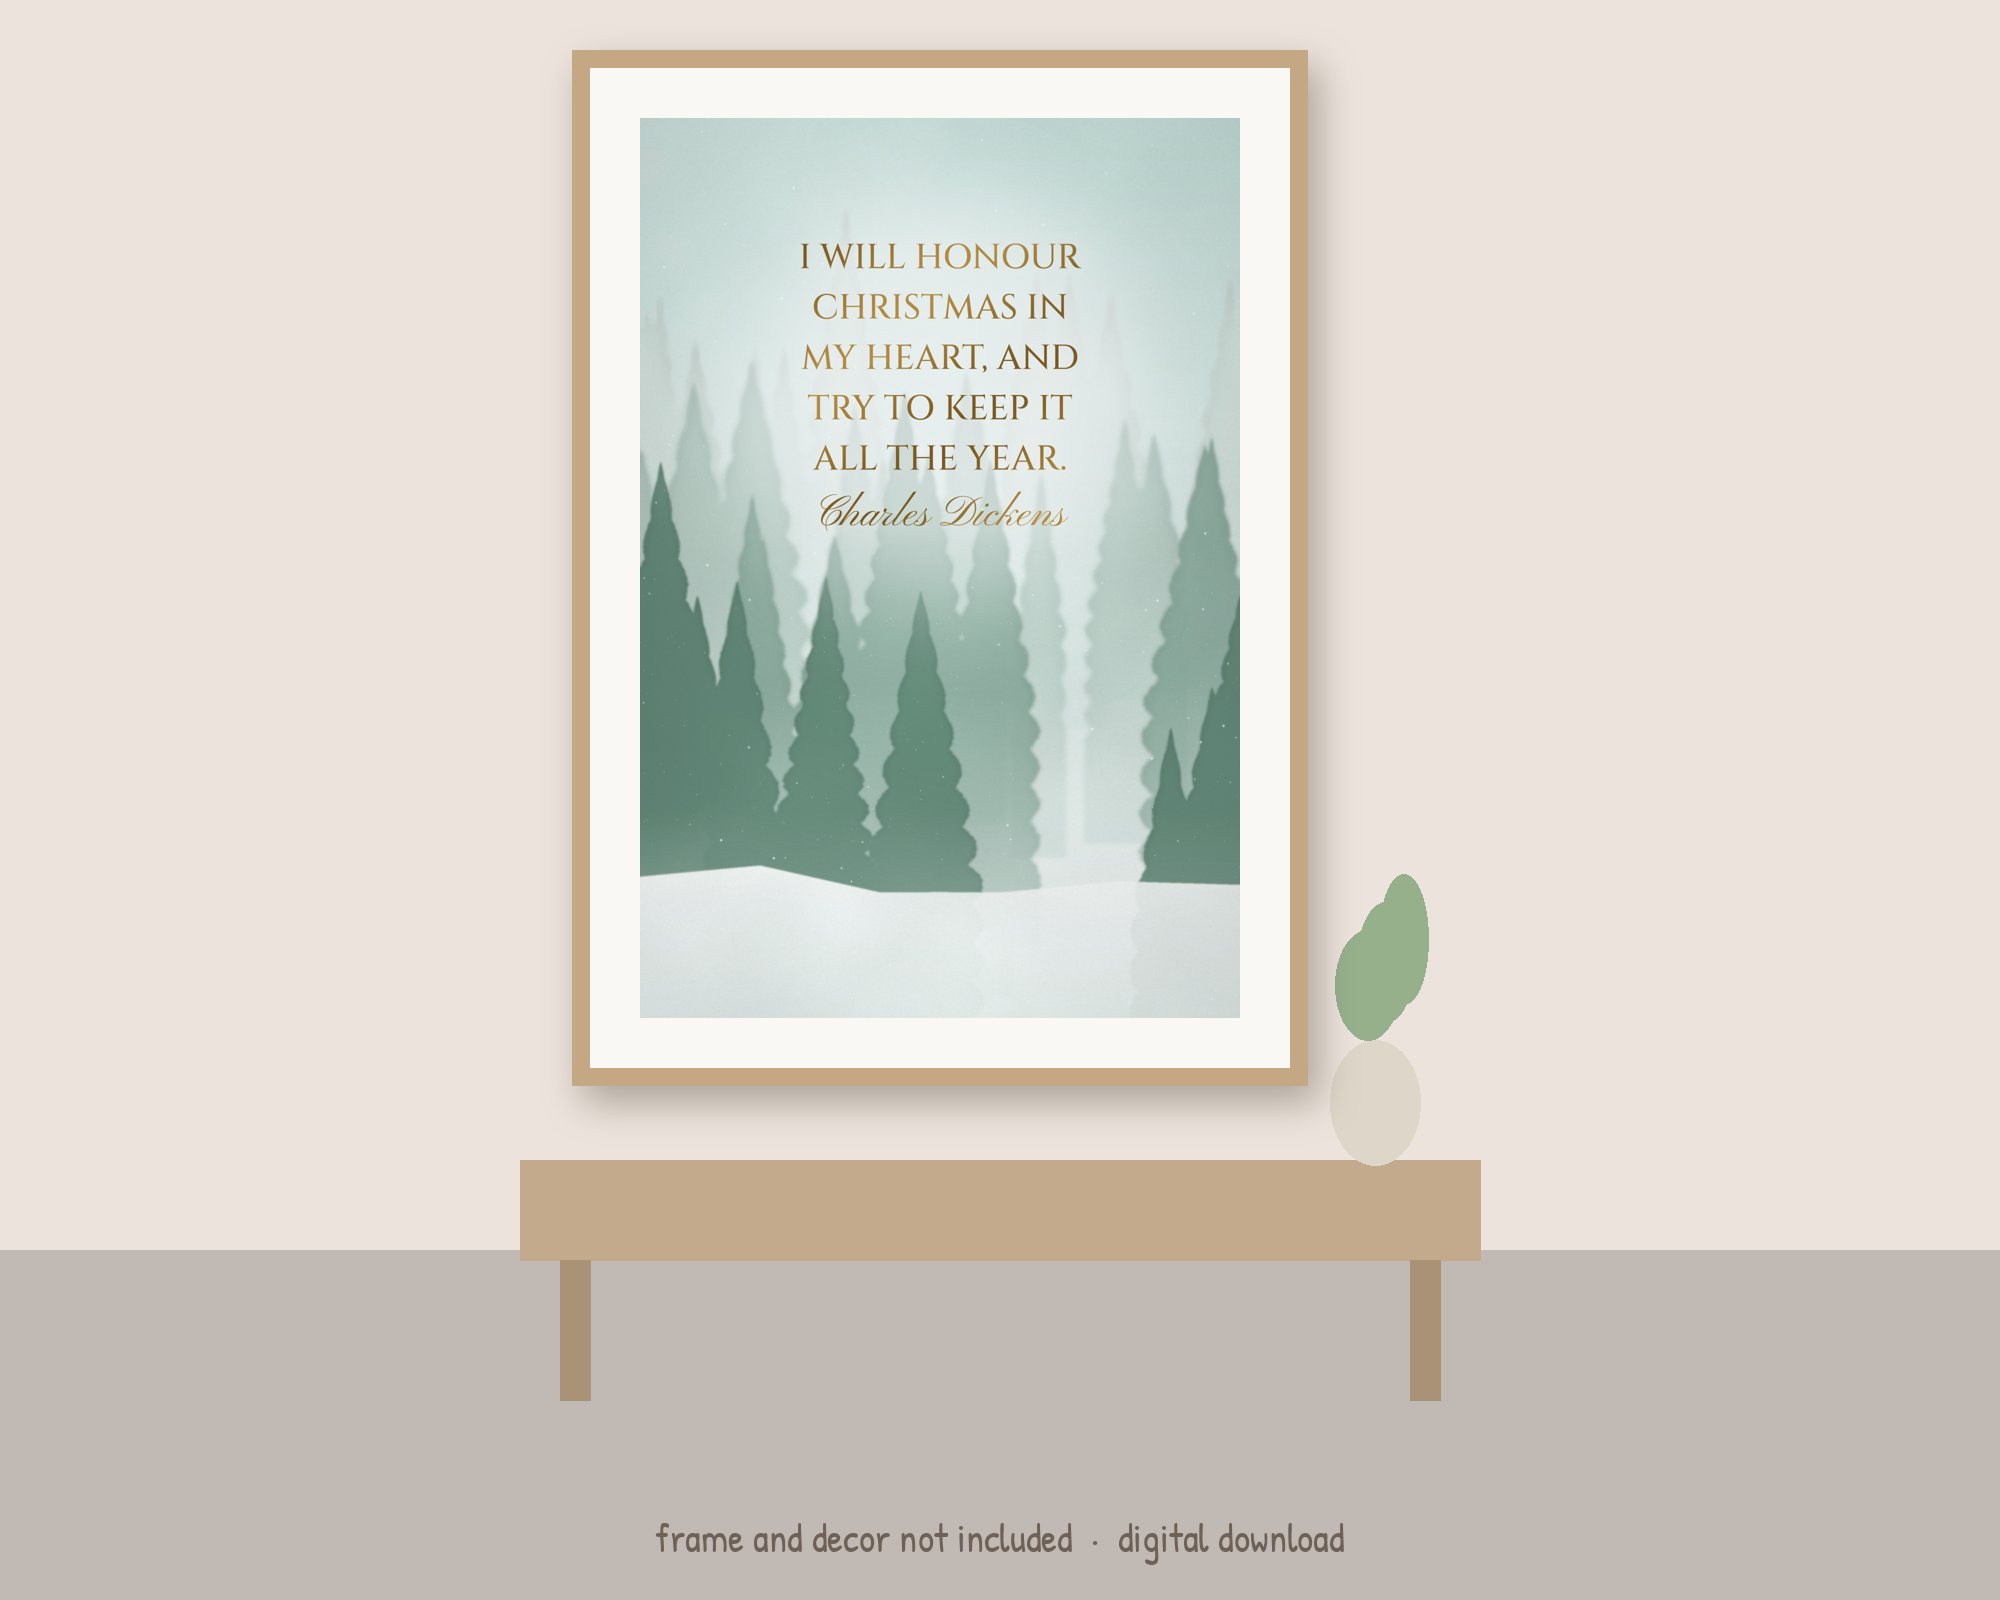 I WILL HONOUR
CHRISTMAS IN
MY HEART, AND
TRY TO KEEP IT
ALL THE YEAR.
Charles Dickens
frame and decor not included · digital download